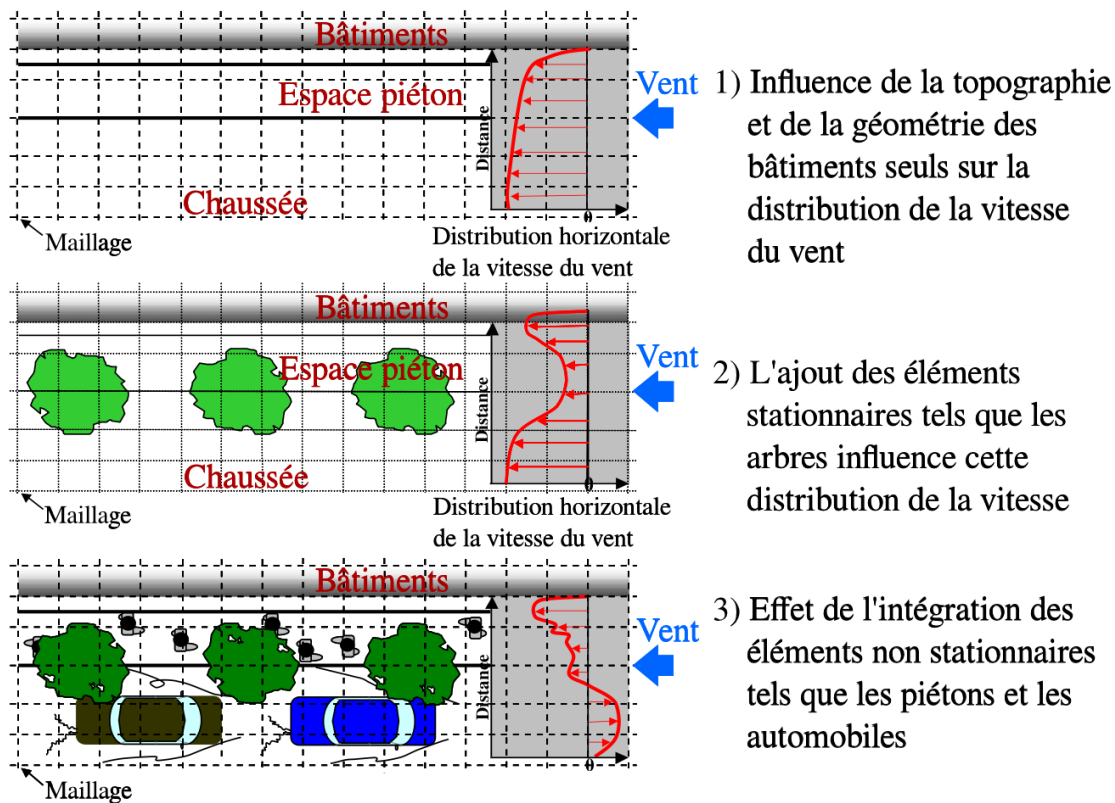 Bâtiments
Espace piéton
Chaussée
Maillage
Distance
0
Distribution horizontale
de la vitesse du vent
Vent
1) Influence de la topographie
et de la géométrie des
bâtiments seuls sur la
distribution de la vitesse
du vent
Bâtiments
Espace piéton
Chaussée
Maillage
Distance
0
Distribution horizontale
de la vitesse du vent
Vent
2) L'ajout des éléments
stationnaires tels que les
arbres influence cette
distribution de la vitesse
Bâtiments
Maillage
Distance
0
Vent
3) Effet de l'intégration des
éléments non stationnaires
tels que les piétons et les
automobiles